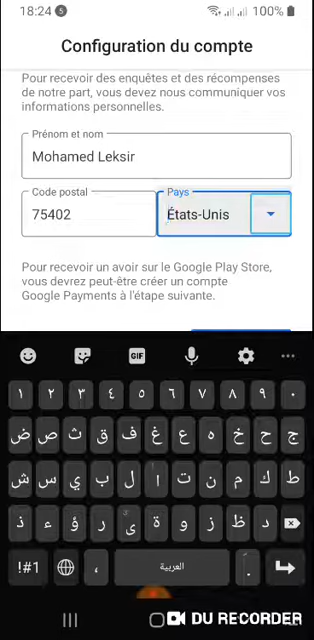 18:24 5 100%
Configuration du compte
Pour recevoir des enquêtes et des récompenses
de notre part, vous devez nous communiquer vos
informations personnelles.
Prénom et nom
Mohamed Leksir
Code postal Pays
75402 États-Unis
Pour recevoir un avoir sur le Google Play Store,
vous devrez peut-être créer un compte
Google Payments à l'étape suivante.
GIF
١ ٢ ٣ ٤ ٥ ٦ ٧ ٨ ٩ ٠
ض ص ث ق ف غ ع ه خ ح ج
ش س ي ب ل ا ت ن م ك ط
ذ ء ؤ ر ى ة و ز ظ د
!#1 ، العربية .
DU RECORDER